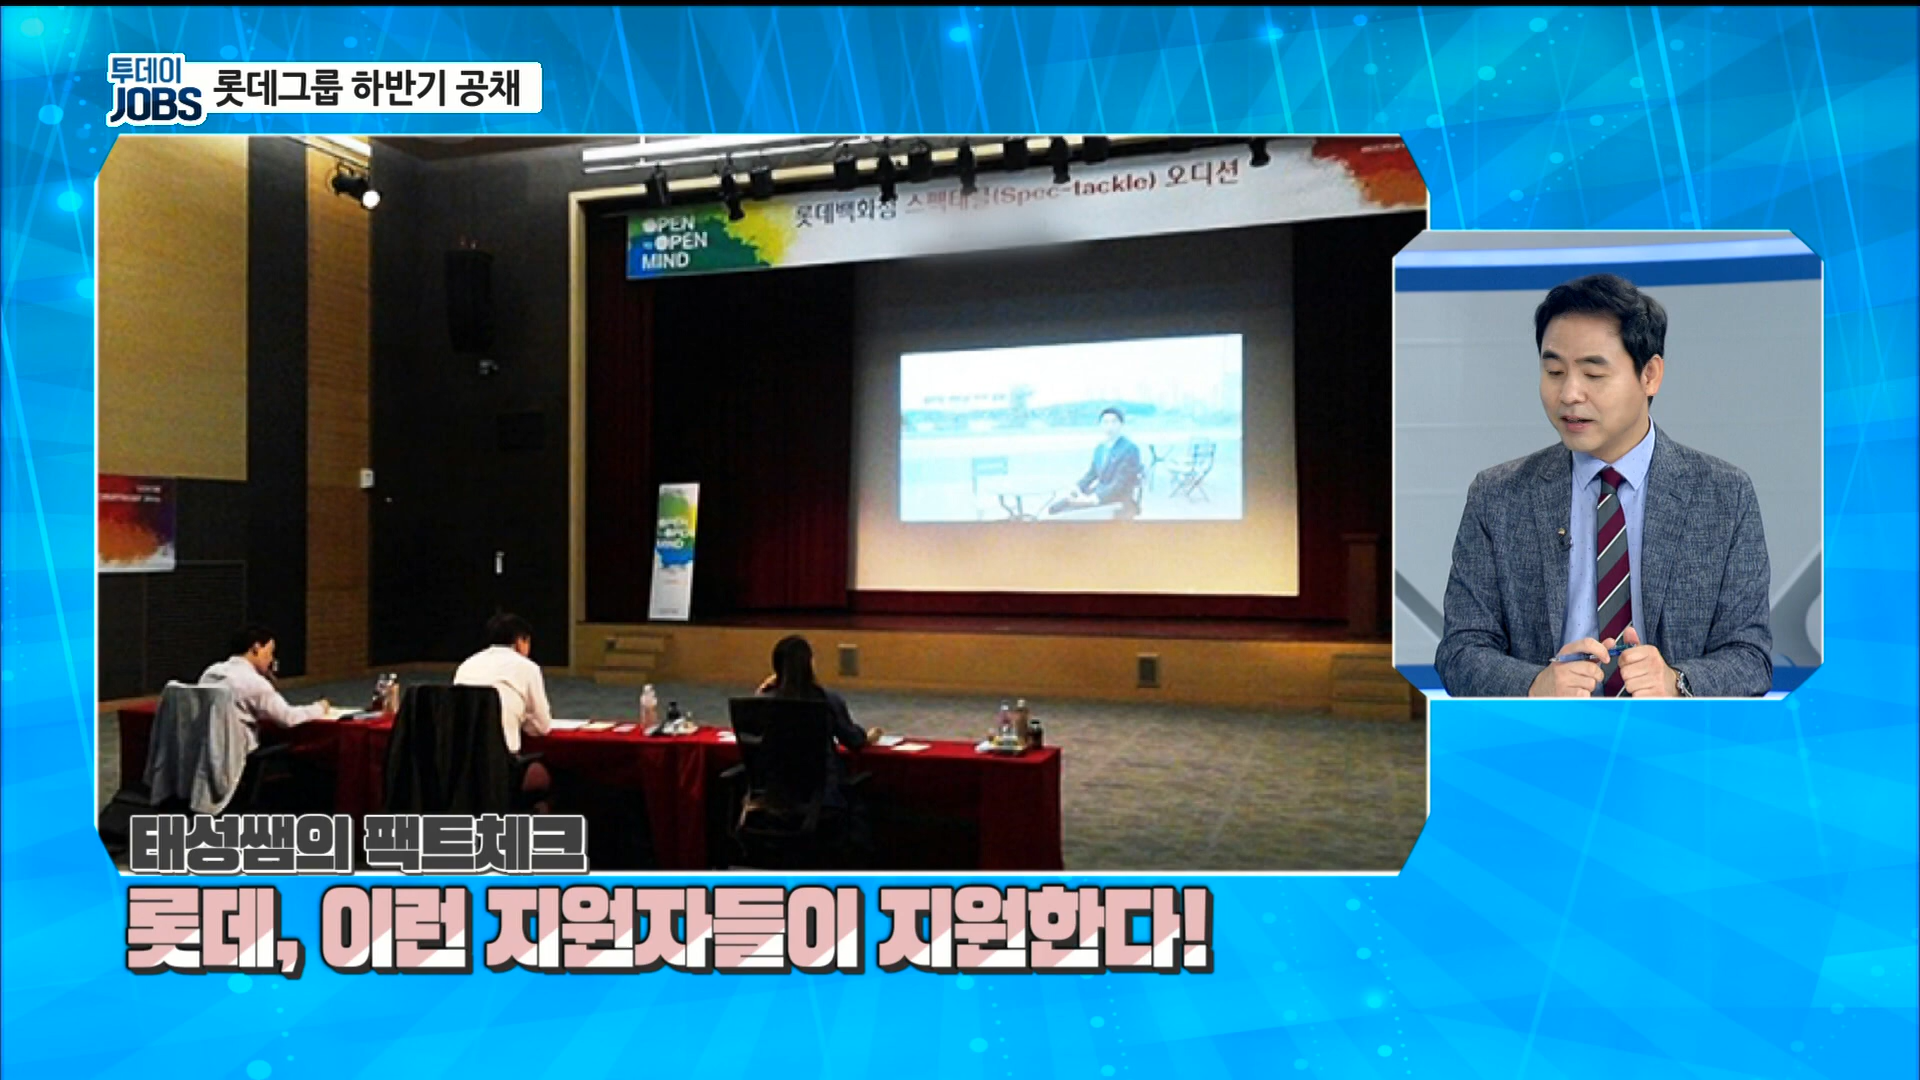 투데이
JOBS
롯데그룹 하반기 공채
롯데백화점 스펙태클(Spec-tackle) 오디션
OPEN
OPEN
MIND
OPEN
MIND
태성쌤의 팩트체크
롯데, 이런 지원자들이 지원한다!